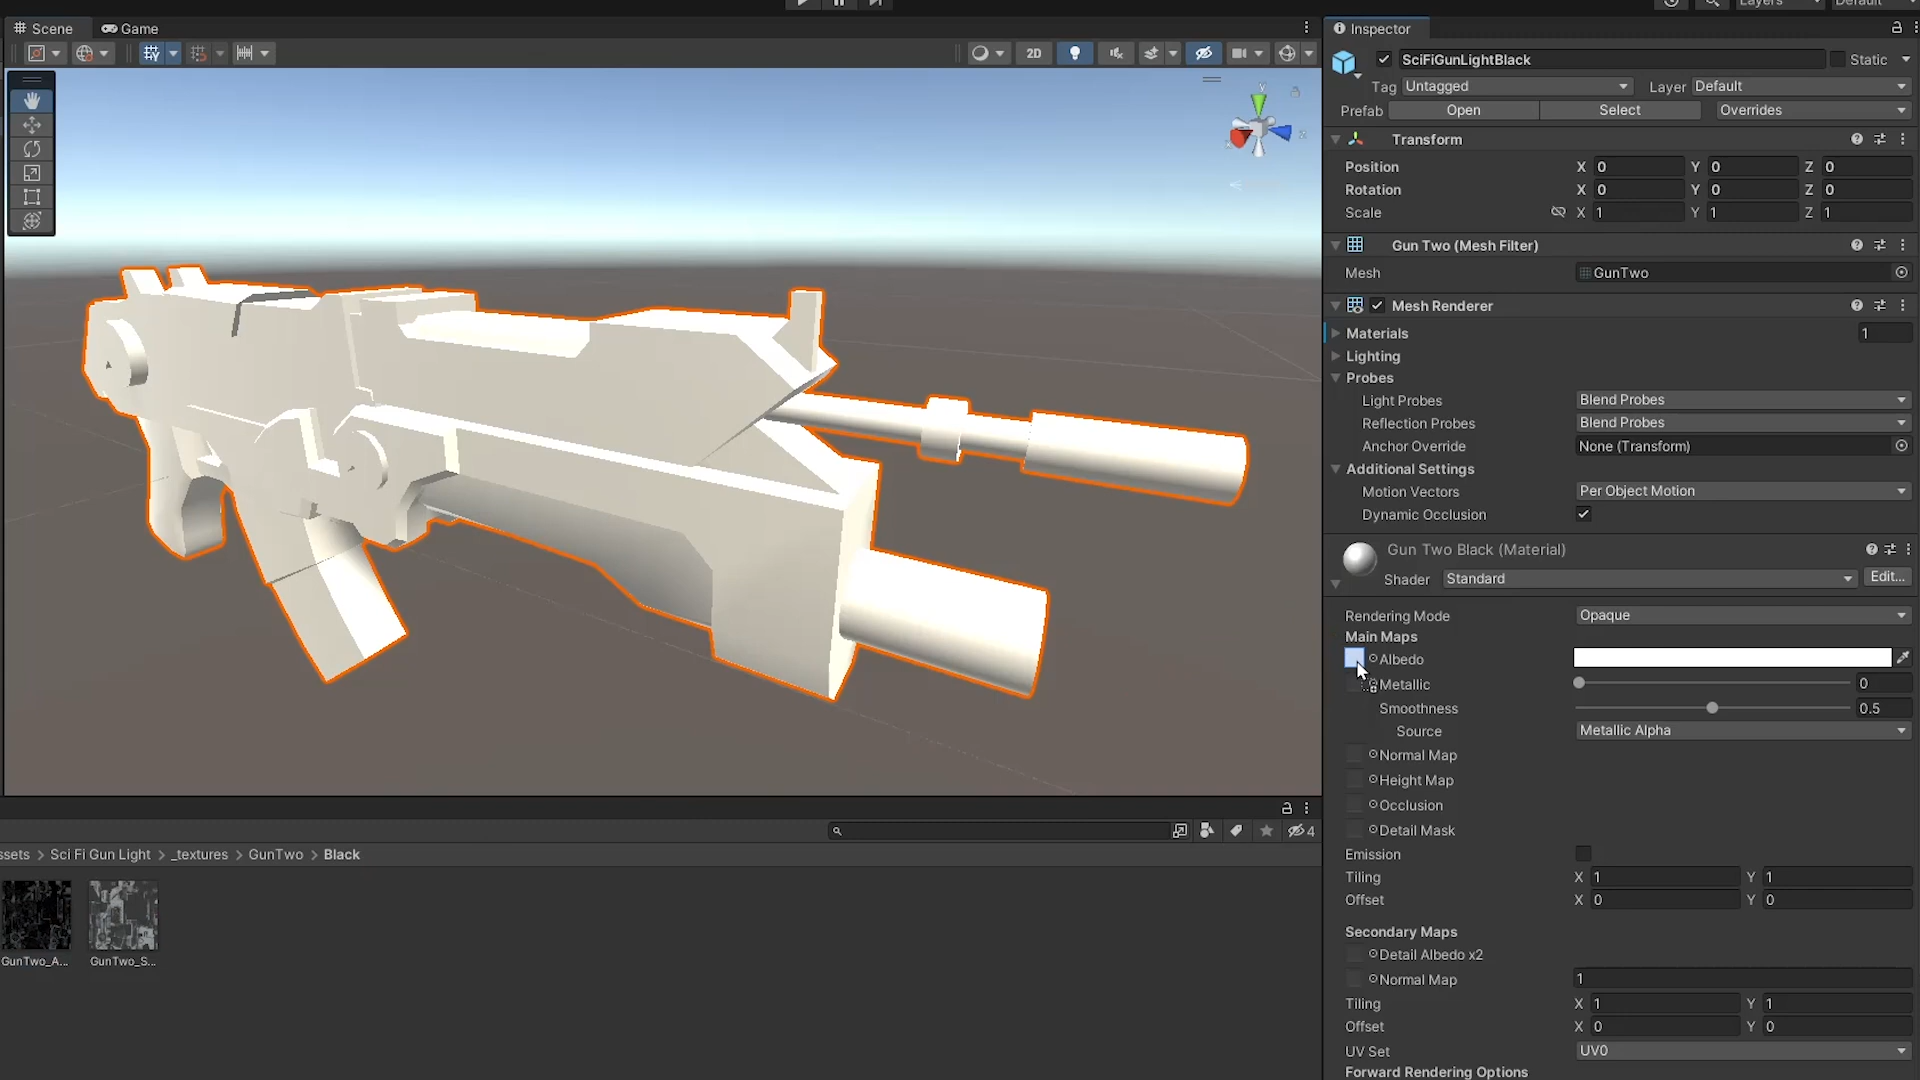 Layers
Default
Scene
Game
2D
y
z
ssets > Sci Fi Gun Light > _textures > GunTwo > Black
4
GunTwo_A...
GunTwo_S...
Inspector
SciFiGunLightBlack
Static
Tag Untagged Layer Default
Prefab Open Select Overrides
Transform
Position X 0 Y 0 Z 0
Rotation X 0 Y 0 Z 0
Scale X 1 Y 1 Z 1
Gun Two (Mesh Filter)
Mesh GunTwo
Mesh Renderer
Materials 1
Lighting
Probes
Light Probes Blend Probes
Reflection Probes Blend Probes
Anchor Override None (Transform)
Additional Settings
Motion Vectors Per Object Motion
Dynamic Occlusion
Gun Two Black (Material)
Shader Standard Edit...
Rendering Mode Opaque
Main Maps
Albedo
Metallic 0
Smoothness 0.5
Source Metallic Alpha
Normal Map
Height Map
Occlusion
Detail Mask
Emission
Tiling X 1 Y 1
Offset X 0 Y 0
Secondary Maps
Detail Albedo x2
Normal Map 1
Tiling X 1 Y 1
Offset X 0 Y 0
UV Set UV0
Forward Rendering Options